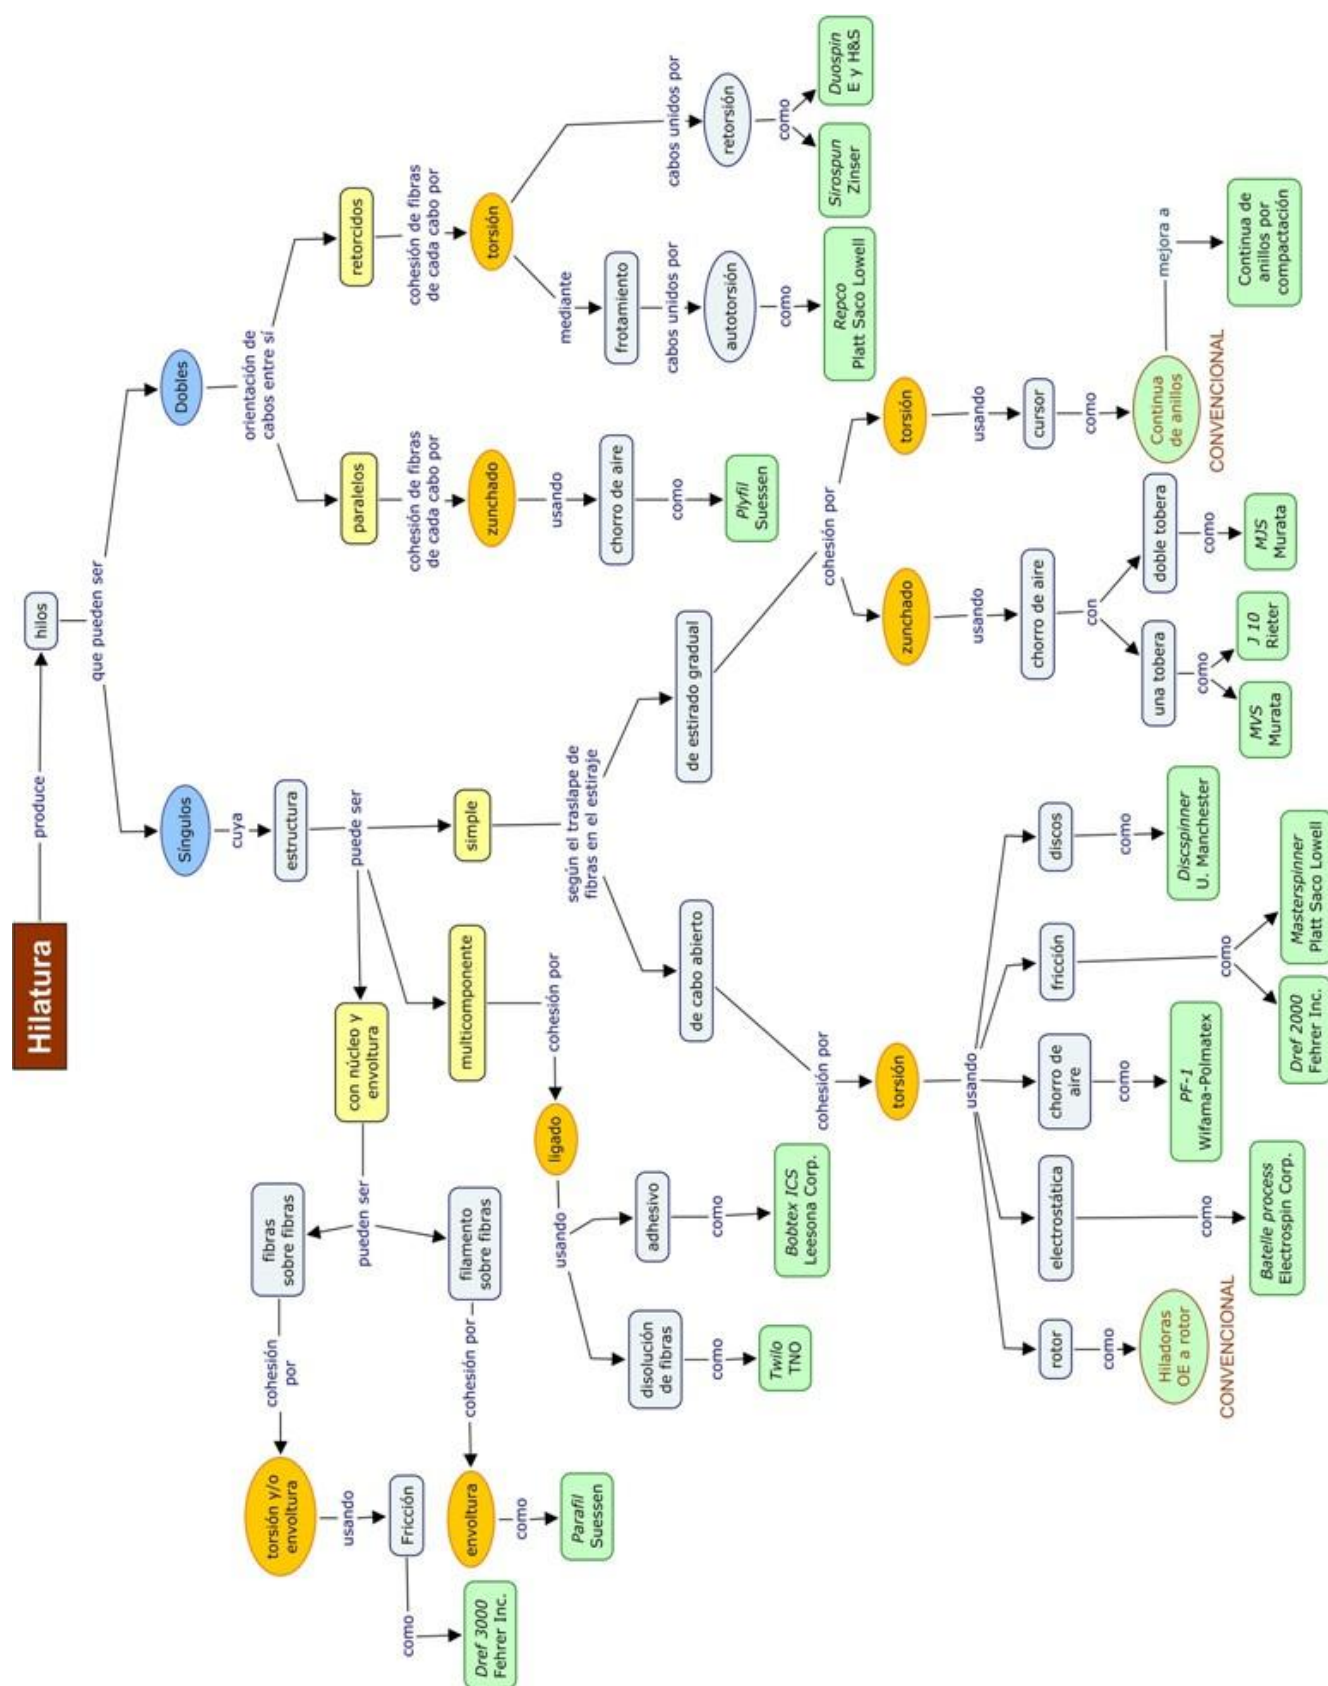 Hilatura
produce
hilos
que pueden ser
Síngulos
cuya
estructura
puede ser
con núcleo y
envoltura
pueden ser
fibras
sobre fibras
cohesión
por
torsión y/o
envoltura
usando
Fricción
como
Dref 3000
Fehrer Inc.
filamento
sobre fibras
cohesión por
envoltura
como
Parafil
Suessen
multicomponente
cohesión por
ligado
usando
disolución
de fibras
como
Twilo
TNO
adhesivo
como
Bobtex ICS
Leesona Corp.
simple
según el traslape de
fibras en el estiraje
de cabo abierto
cohesión por
torsión
usando
rotor
como
Hiladoras
OE a rotor
CONVENCIONAL
electrostática
como
Batelle process
Electrospin Corp.
chorro de
aire
como
PF-1
Wifama-Polmatex
fricción
como
Dref 2000
Fehrer Inc.
Masterspinner
Platt Saco Lowell
discos
como
Discspinner
U. Manchester
de estirado gradual
cohesión por
zunchado
usando
chorro de aire
con
una tobera
como
MVS
Murata
J 10
Rieter
doble tobera
como
MJS
Murata
torsión
usando
cursor
como
Continua
de anillos
CONVENCIONAL
mejora a
Continua de
anillos por
compactación
Dobles
orientación de
cabos entre sí
paralelos
cohesión de fibras
de cada cabo por
zunchado
usando
chorro de aire
como
Plyfil
Suessen
retorcidos
cohesión de fibras
de cada cabo por
torsión
mediante
frotamiento
cabos unidos por
autotorsión
como
Repco
Platt Saco Lowell
cabos unidos por
retorsión
como
Sirospun
Zinser
Duospin
E y H&S